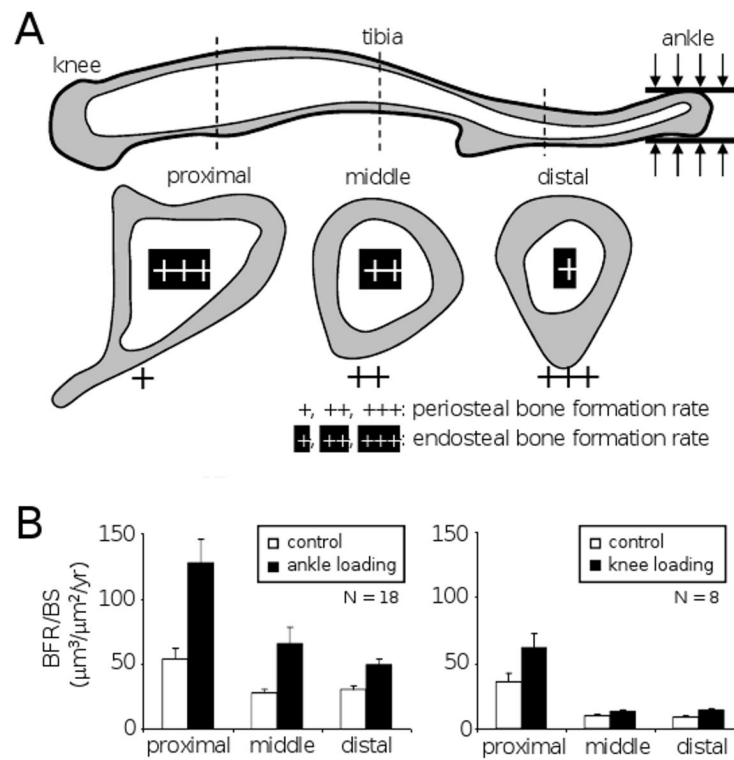 A
tibia
knee
ankle
proximal
middle
distal
+++
++
+
+
++
+++
+, ++, +++: periosteal bone formation rate
+, ++, +++: endosteal bone formation rate
B
BFR/BS
(µm³/µm²/yr)
150
100
50
0
control
ankle loading
N = 18
proximal
middle
distal
150
100
50
0
control
knee loading
N = 8
proximal
middle
distal